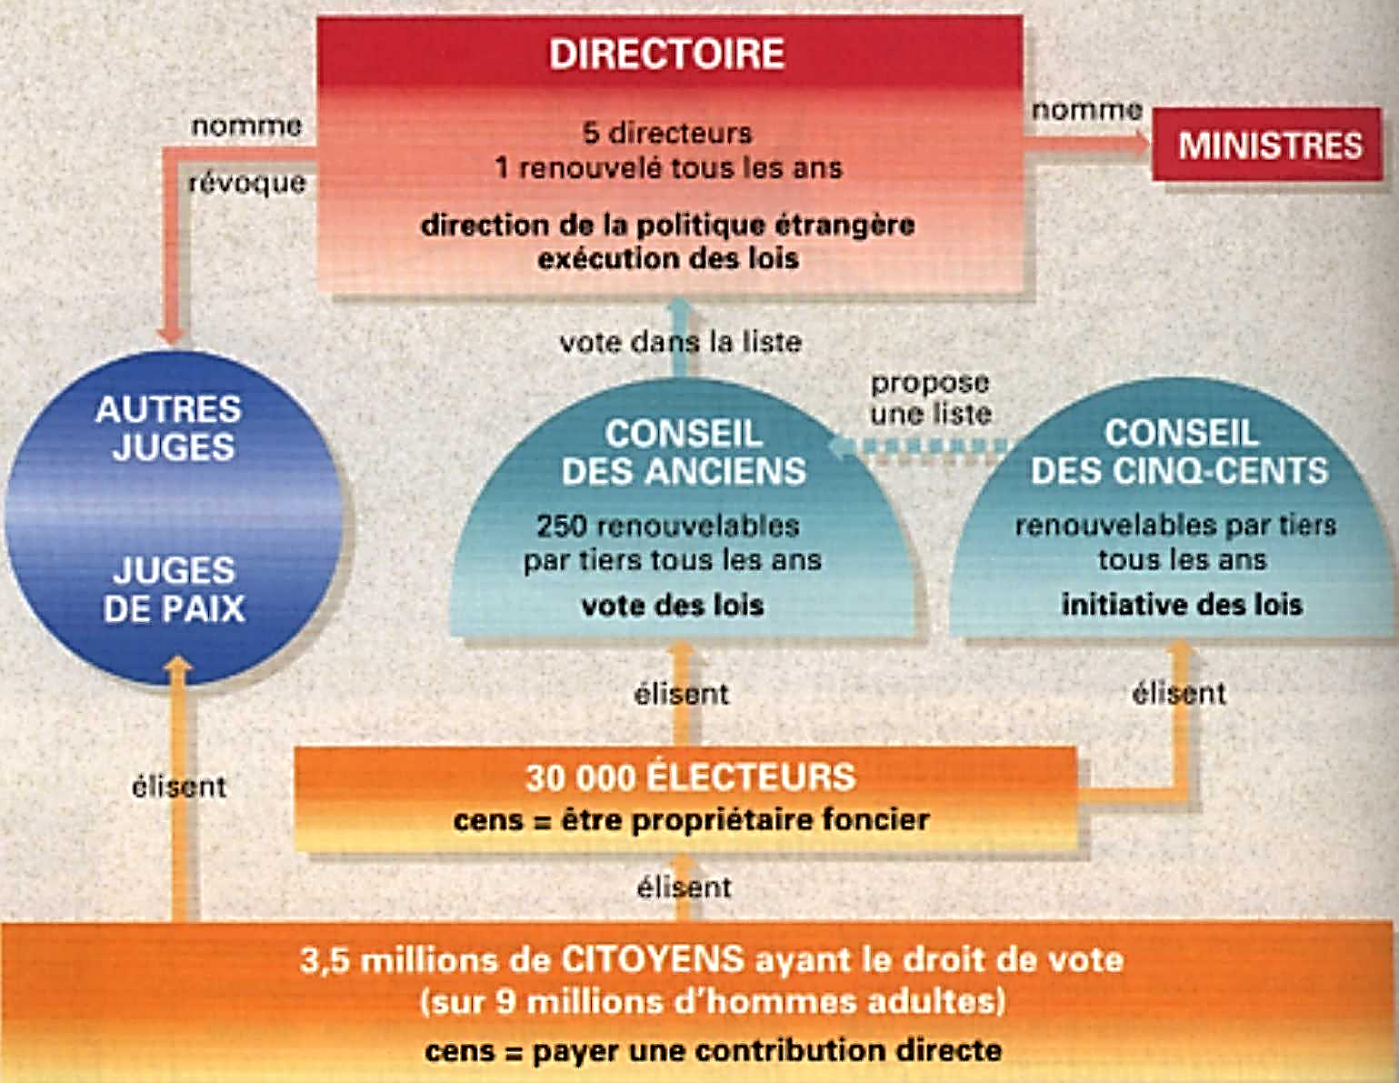 DIRECTOIRE
5 directeurs
1 renouvelé tous les ans
direction de la politique étrangère
exécution des lois
nomme
révoque
nomme
MINISTRES
vote dans la liste
propose
une liste
AUTRES
JUGES
JUGES
DE PAIX
CONSEIL
DES ANCIENS
250 renouvelables
par tiers tous les ans
vote des lois
CONSEIL
DES CINQ-CENTS
renouvelables par tiers
tous les ans
initiative des lois
élisent
élisent
élisent
30 000 ÉLECTEURS
cens = être propriétaire foncier
élisent
3,5 millions de CITOYENS ayant le droit de vote
(sur 9 millions d'hommes adultes)
cens = payer une contribution directe